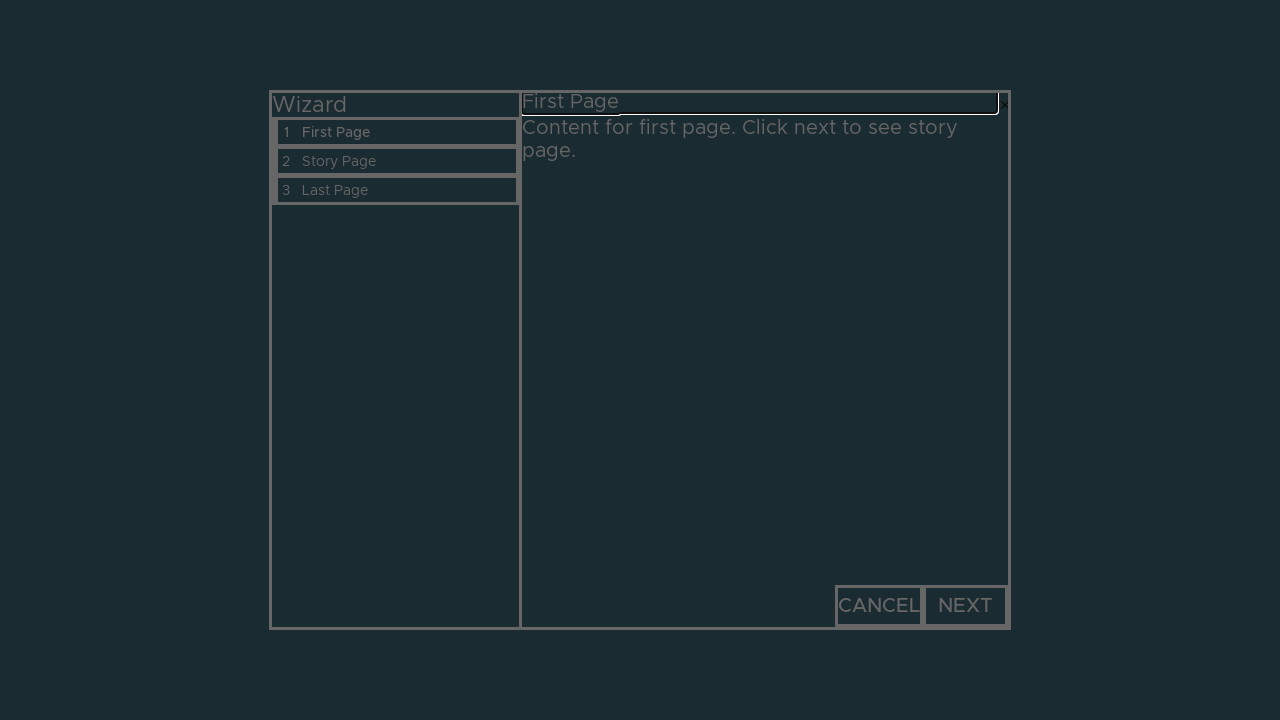 Wizard
1 First Page
2 Story Page
3 Last Page
First Page
Content for first page. Click next to see story
page.
CANCEL
NEXT